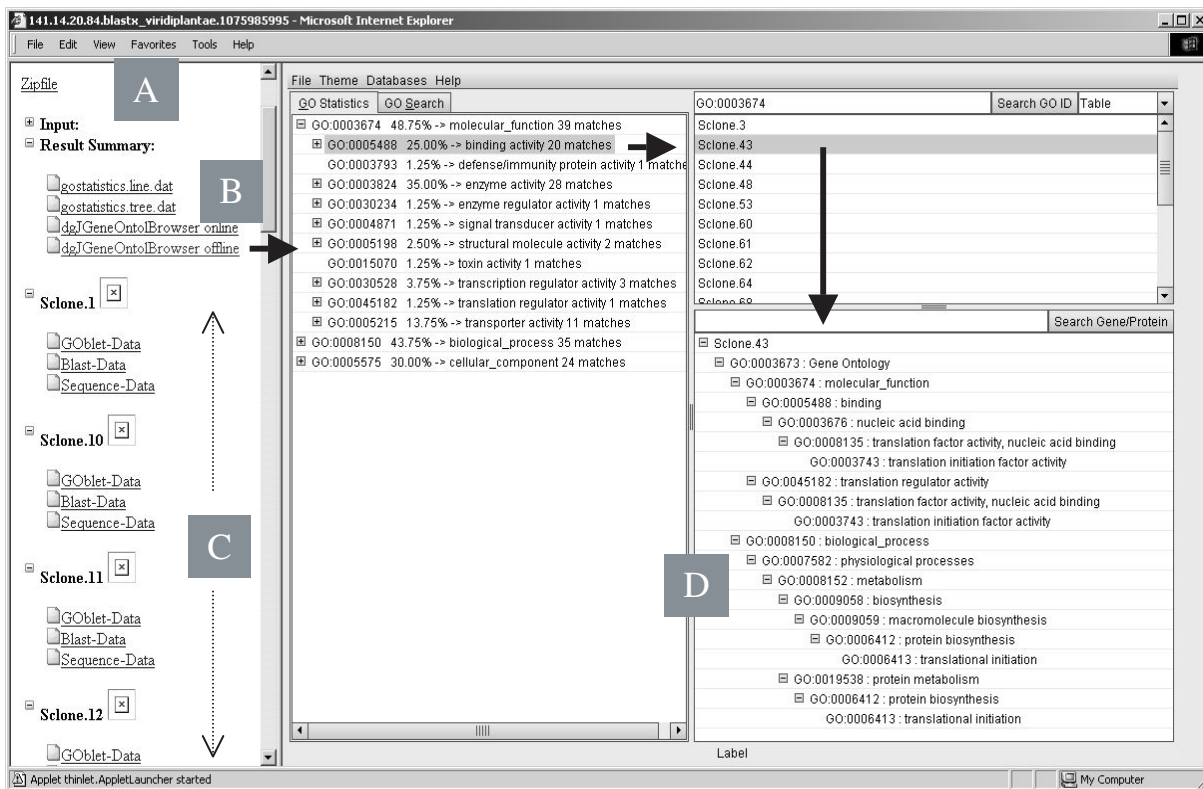 141.14.20.84.blastx_viridiplantae.1075985995 - Microsoft Internet Explorer
File Edit View Favorites Tools Help
A
Zipfile
Input:
Result Summary:
B
gostatistics.line.dat
gostatistics.tree.dat
dgJGeneOntolBrowser online
dgJGeneOntolBrowser offline
Sclone.1
GOblet-Data
Blast-Data
Sequence-Data
Sclone.10
GOblet-Data
Blast-Data
Sequence-Data
C
Sclone.11
GOblet-Data
Blast-Data
Sequence-Data
Sclone.12
GOblet-Data
File Theme Databases Help
GO Statistics GO Search
GO:0003674 48.75% -> molecular_function 39 matches
GO:0005488 25.00% -> binding activity 20 matches
GO:0003793 1.25% -> defense/immunity protein activity 1 matche
GO:0003824 35.00% -> enzyme activity 28 matches
GO:0030234 1.25% -> enzyme regulator activity 1 matches
GO:0004871 1.25% -> signal transducer activity 1 matches
GO:0005198 2.50% -> structural molecule activity 2 matches
GO:0015070 1.25% -> toxin activity 1 matches
GO:0030528 3.75% -> transcription regulator activity 3 matches
GO:0045182 1.25% -> translation regulator activity 1 matches
GO:0005215 13.75% -> transporter activity 11 matches
GO:0008150 43.75% -> biological_process 35 matches
GO:0005575 30.00% -> cellular_component 24 matches
GO:0003674 Search GO ID Table
Sclone.3
Sclone.43
Sclone.44
Sclone.48
Sclone.53
Sclone.60
Sclone.61
Sclone.62
Sclone.64
Sclone.68
Search Gene/Protein
Sclone.43
GO:0003673 : Gene Ontology
GO:0003674 : molecular_function
GO:0005488 : binding
GO:0003676 : nucleic acid binding
GO:0008135 : translation factor activity, nucleic acid binding
GO:0003743 : translation initiation factor activity
GO:0045182 : translation regulator activity
GO:0008135 : translation factor activity, nucleic acid binding
GO:0003743 : translation initiation factor activity
GO:0008150 : biological_process
GO:0007582 : physiological processes
D
GO:0008152 : metabolism
GO:0009058 : biosynthesis
GO:0009059 : macromolecule biosynthesis
GO:0006412 : protein biosynthesis
GO:0006413 : translational initiation
GO:0019538 : protein metabolism
GO:0006412 : protein biosynthesis
GO:0006413 : translational initiation
Label
Applet thinlet.AppletLauncher started
My Computer